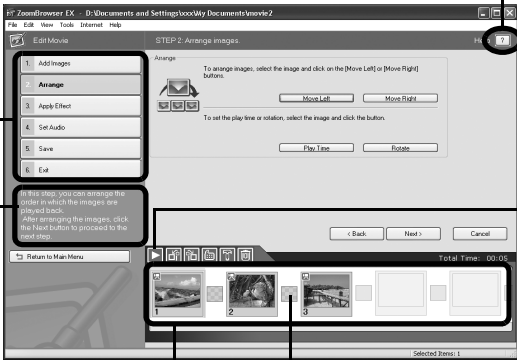 ZoomBrowser EX - D:\Documents and Settings\xxx\My Documents\movie2
File Edit View Tools Internet Help
Edit Movie
STEP 2: Arrange images.
Help ?
1. Add Images
2. Arrange
3. Apply Effect
4. Set Audio
5. Save
6. Exit
In this step, you can arrange the
order in which the images are
played back.
After arranging the images, click
the Next button to proceed to the
next step.
Return to Main Menu
Arrange
To arrange images, select the image and click on the [Move Left] or [Move Right]
buttons.
Move Left Move Right
To set the play time or rotation, select the image and click the button.
Play Time Rotate
< Back Next > Cancel
Total Time: 00:05
1 2 3
Selected Items: 1